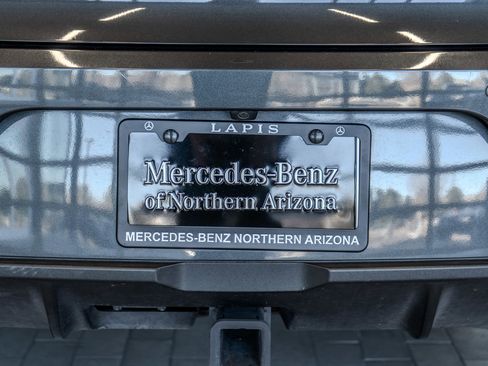 LAPIS
Mercedes-Benz
of Northern Arizona
MERCEDES-BENZ NORTHERN ARIZONA